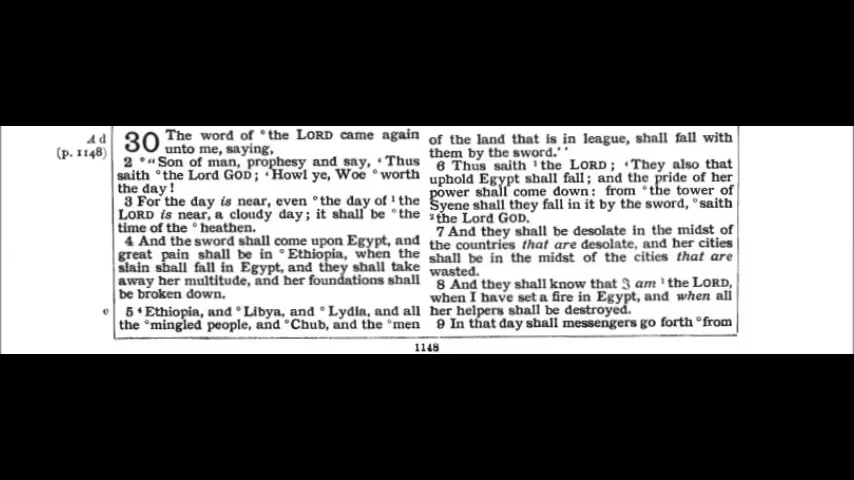 A d
(p. 1148)
30 The word of °the LORD came again
unto me, saying,
2 °“Son of man, prophesy and say, ‘Thus
saith °the Lord GOD; ‘Howl ye, Woe °worth
the day!
3 For the day is near, even °the day of ¹the
LORD is near, a cloudy day; it shall be °the
time of the °heathen.
4 And the sword shall come upon Egypt, and
great pain shall be in °Ethiopia, when the
slain shall fall in Egypt, and they shall take
away her multitude, and her foundations shall
be broken down.
5 ⁴Ethiopia, and °Libya, and °Lydia, and all
the °mingled people, and °Chub, and the °men
of the land that is in league, shall fall with
them by the sword.’’
6 Thus saith ¹the LORD; ‘They also that
uphold Egypt shall fall; and the pride of her
power shall come down: from °the tower of
Syene shall they fall in it by the sword, °saith
²the Lord GOD.
7 And they shall be desolate in the midst of
the countries that are desolate, and her cities
shall be in the midst of the cities that are
wasted.
8 And they shall know that I am ¹the LORD,
when I have set a fire in Egypt, and when all
her helpers shall be destroyed.
9 In that day shall messengers go forth °from
1148